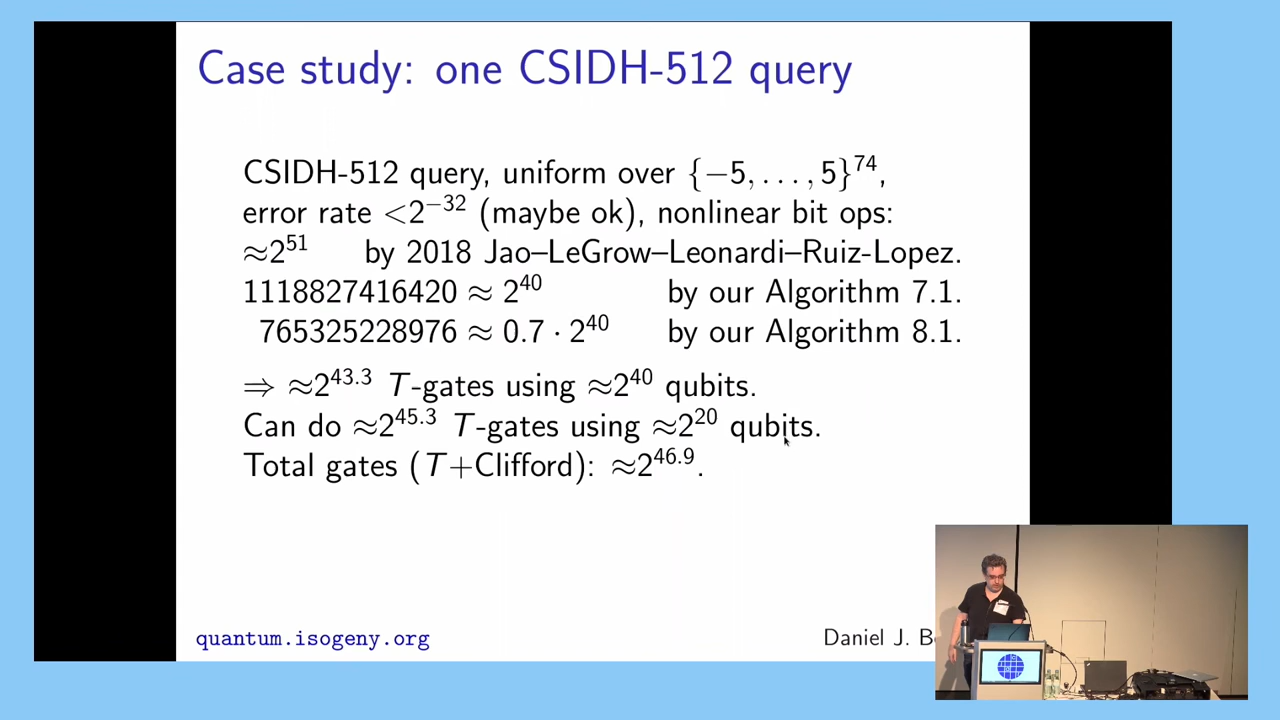 Case study: one CSIDH-512 query
CSIDH-512 query, uniform over {−5, . . . , 5}⁷⁴,
error rate <2⁻³² (maybe ok), nonlinear bit ops:
≈2⁵¹ by 2018 Jao–LeGrow–Leonardi–Ruiz-Lopez.
1118827416420 ≈ 2⁴⁰ by our Algorithm 7.1.
765325228976 ≈ 0.7 · 2⁴⁰ by our Algorithm 8.1.
⇒ ≈2⁴³·³ T-gates using ≈2⁴⁰ qubits.
Can do ≈2⁴⁵·³ T-gates using ≈2²⁰ qubits.
Total gates (T+Clifford): ≈2⁴⁶·⁹.
quantum.isogeny.org
Daniel J.